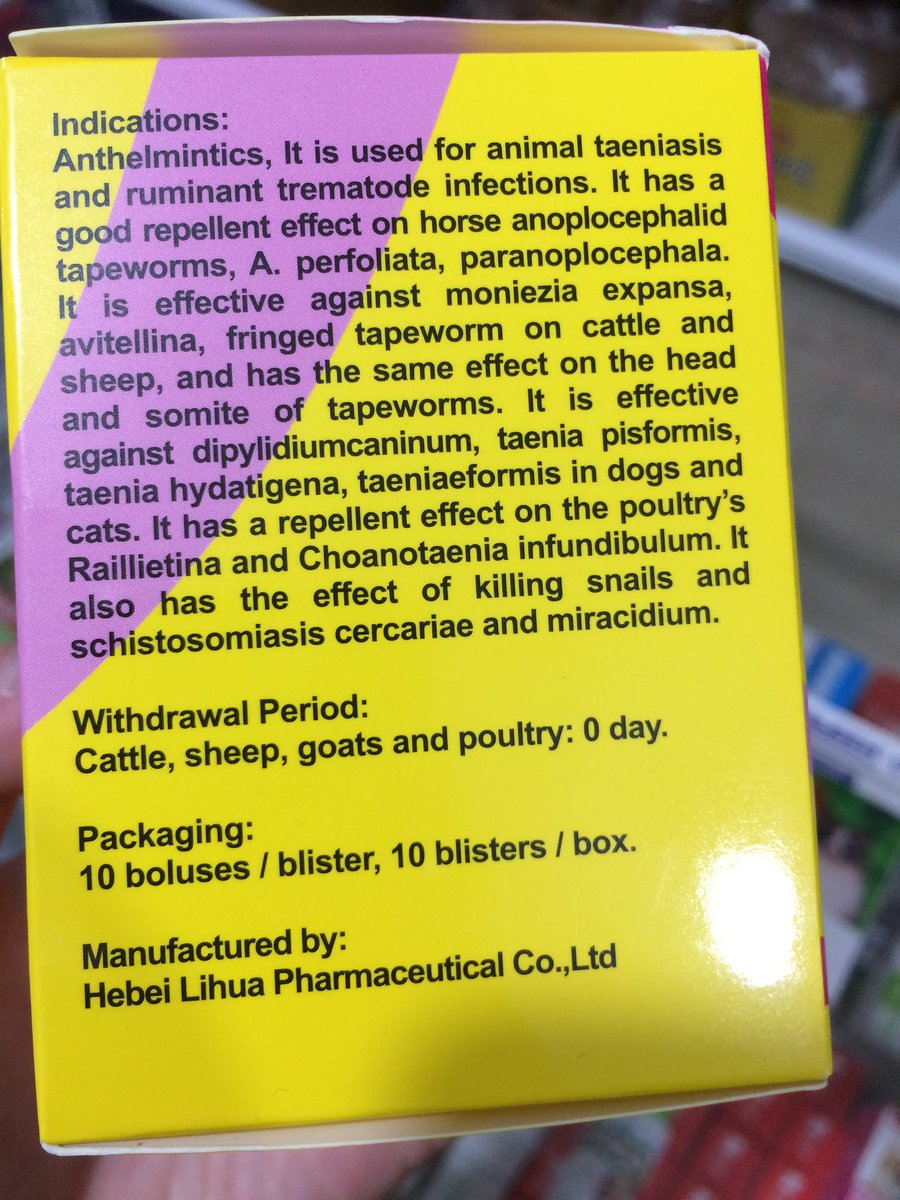 Indications:
Anthelmintics, It is used for animal taeniasis
and ruminant trematode infections. It has a
good repellent effect on horse anoplocephalid
tapeworms, A. perfoliata, paranoplocephala.
It is effective against moniezia expansa,
avitellina, fringed tapeworm on cattle and
sheep, and has the same effect on the head
and somite of tapeworms. It is effective
against dipylidiumcaninum, taenia pisformis,
taenia hydatigena, taeniaeformis in dogs and
cats. It has a repellent effect on the poultry’s
Raillietina and Choanotaenia infundibulum. It
also has the effect of killing snails and
schistosomiasis cercariae and miracidium.
Withdrawal Period:
Cattle, sheep, goats and poultry: 0 day.
Packaging:
10 boluses / blister, 10 blisters / box.
Manufactured by:
Hebei Lihua Pharmaceutical Co.,Ltd